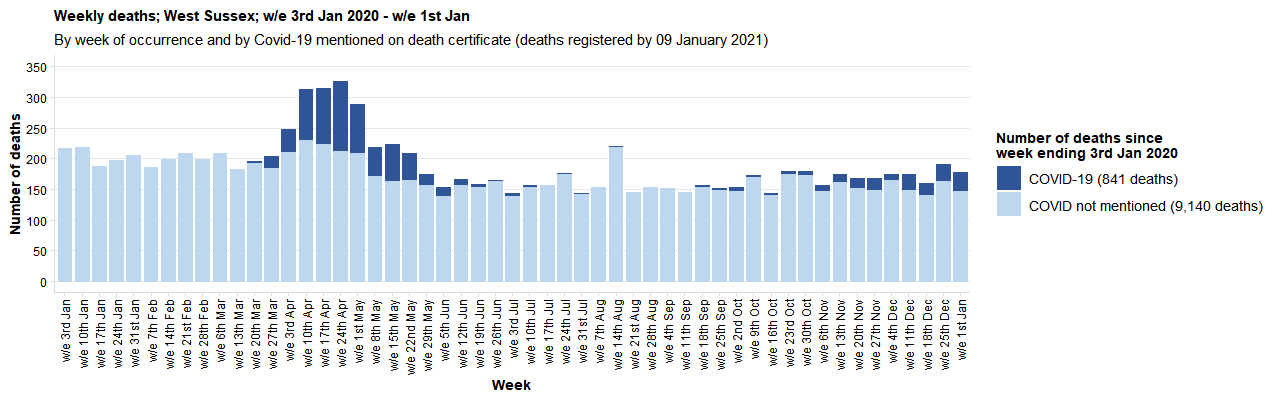 Weekly deaths; West Sussex; w/e 3rd Jan 2020 - w/e 1st Jan
By week of occurrence and by Covid-19 mentioned on death certificate (deaths registered by 09 January 2021)
Number of deaths
350
300
250
200
150
100
50
0
w/e 3rd Jan
w/e 10th Jan
w/e 17th Jan
w/e 24th Jan
w/e 31st Jan
w/e 7th Feb
w/e 14th Feb
w/e 21st Feb
w/e 28th Feb
w/e 6th Mar
w/e 13th Mar
w/e 20th Mar
w/e 27th Mar
w/e 3rd Apr
w/e 10th Apr
w/e 17th Apr
w/e 24th Apr
w/e 1st May
w/e 8th May
w/e 15th May
w/e 22nd May
w/e 29th May
w/e 5th Jun
w/e 12th Jun
w/e 19th Jun
w/e 26th Jun
w/e 3rd Jul
w/e 10th Jul
w/e 17th Jul
w/e 24th Jul
w/e 31st Jul
w/e 7th Aug
w/e 14th Aug
w/e 21st Aug
w/e 28th Aug
w/e 4th Sep
w/e 11th Sep
w/e 18th Sep
w/e 25th Sep
w/e 2nd Oct
w/e 9th Oct
w/e 16th Oct
w/e 23rd Oct
w/e 30th Oct
w/e 6th Nov
w/e 13th Nov
w/e 20th Nov
w/e 27th Nov
w/e 4th Dec
w/e 11th Dec
w/e 18th Dec
w/e 25th Dec
w/e 1st Jan
Week
Number of deaths since
week ending 3rd Jan 2020
COVID-19 (841 deaths)
COVID not mentioned (9,140 deaths)